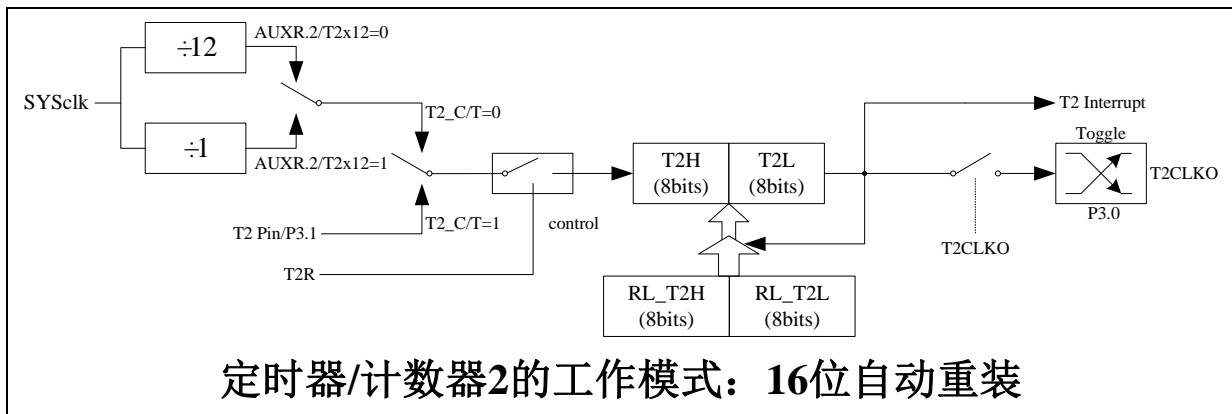 ÷12
AUXR.2/T2x12=0
SYSclk
÷1
AUXR.2/T2x12=1
T2_C/T=0
T2_C/T=1
T2 Pin/P3.1
T2R
control
T2H
(8bits)
T2L
(8bits)
RL_T2H
(8bits)
RL_T2L
(8bits)
T2 Interrupt
Toggle
T2CLKO
P3.0
T2CLKO
定时器/计数器2的工作模式：16位自动重装